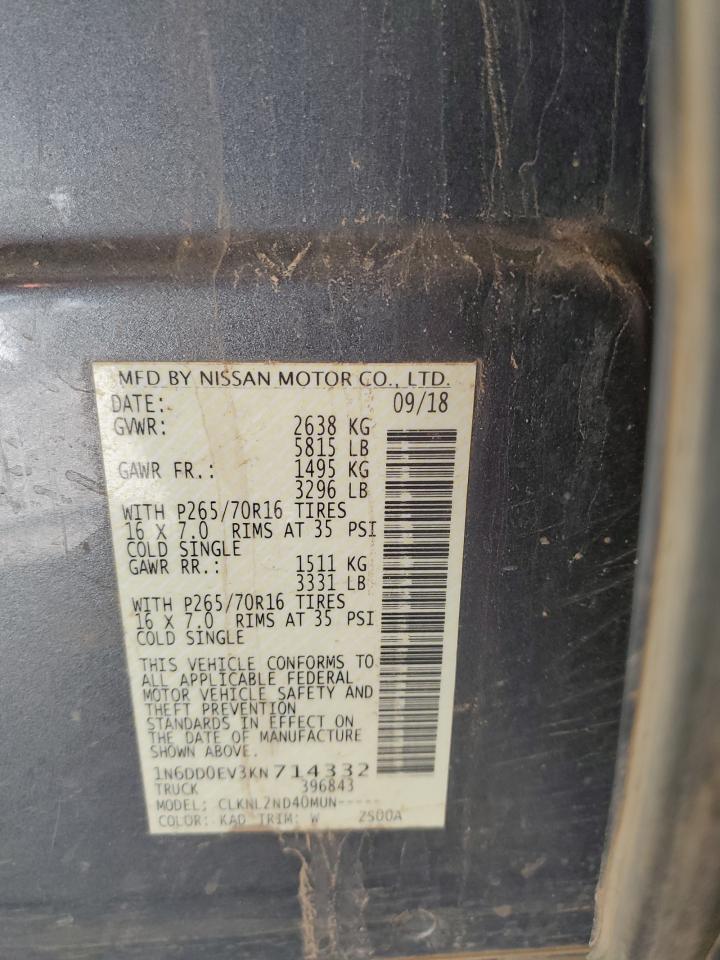 MFD BY NISSAN MOTOR CO., LTD.
DATE: 09/18
GVWR: 2638 KG
5815 LB
GAWR FR.: 1495 KG
3296 LB
WITH P265/70R16 TIRES
16 X 7.0 RIMS AT 35 PSI
COLD SINGLE
GAWR RR.: 1511 KG
3331 LB
WITH P265/70R16 TIRES
16 X 7.0 RIMS AT 35 PSI
COLD SINGLE
THIS VEHICLE CONFORMS TO
ALL APPLICABLE FEDERAL
MOTOR VEHICLE SAFETY AND
THEFT PREVENTION
STANDARDS IN EFFECT ON
THE DATE OF MANUFACTURE
SHOWN ABOVE.
1N6DD0EV3KN714332
TRUCK 396843
MODEL: CLKNL2ND40MUN-----
COLOR: KAD TRIM: W 2S00A